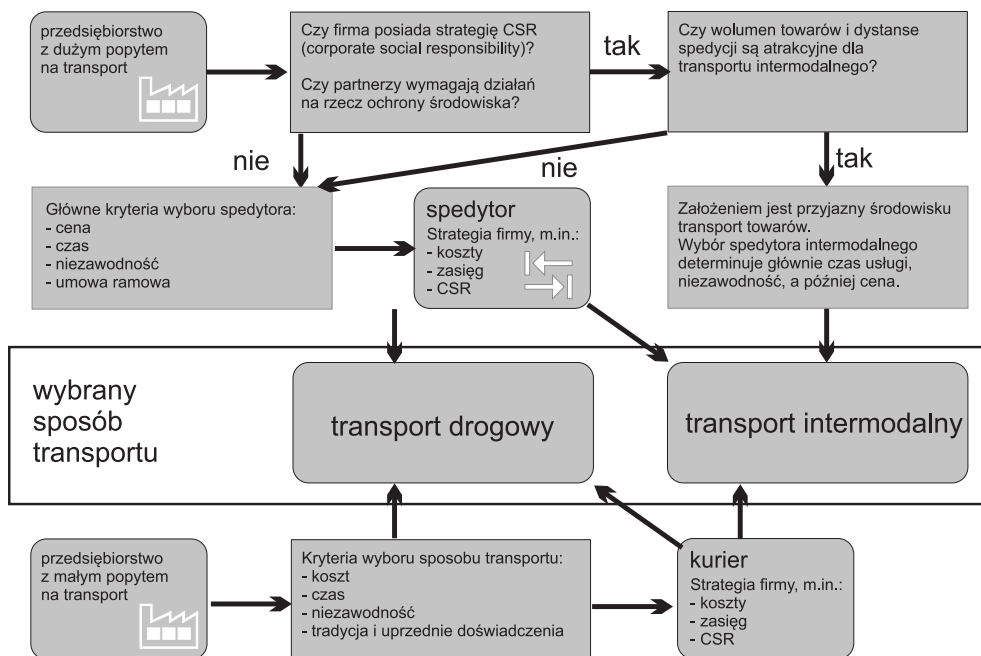 przedsiębiorstwo
z dużym popytem
na transport
Czy firma posiada strategię CSR
(corporate social responsibility)?
Czy partnerzy wymagają działań
na rzecz ochrony środowiska?
tak
Czy wolumen towarów i dystanse
spedycji są atrakcyjne dla
transportu intermodalnego?
nie
nie
tak
Główne kryteria wyboru spedytora:
- cena
- czas
- niezawodność
- umowa ramowa
spedytor
Strategia firmy, m.in.:
- koszty
- zasięg
- CSR
Założeniem jest przyjazny środowisku
transport towarów.
Wybór spedytora intermodalnego
determinuje głównie czas usługi,
niezawodność, a później cena.
wybrany
sposób
transportu
transport drogowy
transport intermodalny
przedsiębiorstwo
z małym popytem
na transport
Kryteria wyboru sposobu transportu:
- koszt
- czas
- niezawodność
- tradycja i uprzednie doświadczenia
kurier
Strategia firmy, m.in.:
- koszty
- zasięg
- CSR